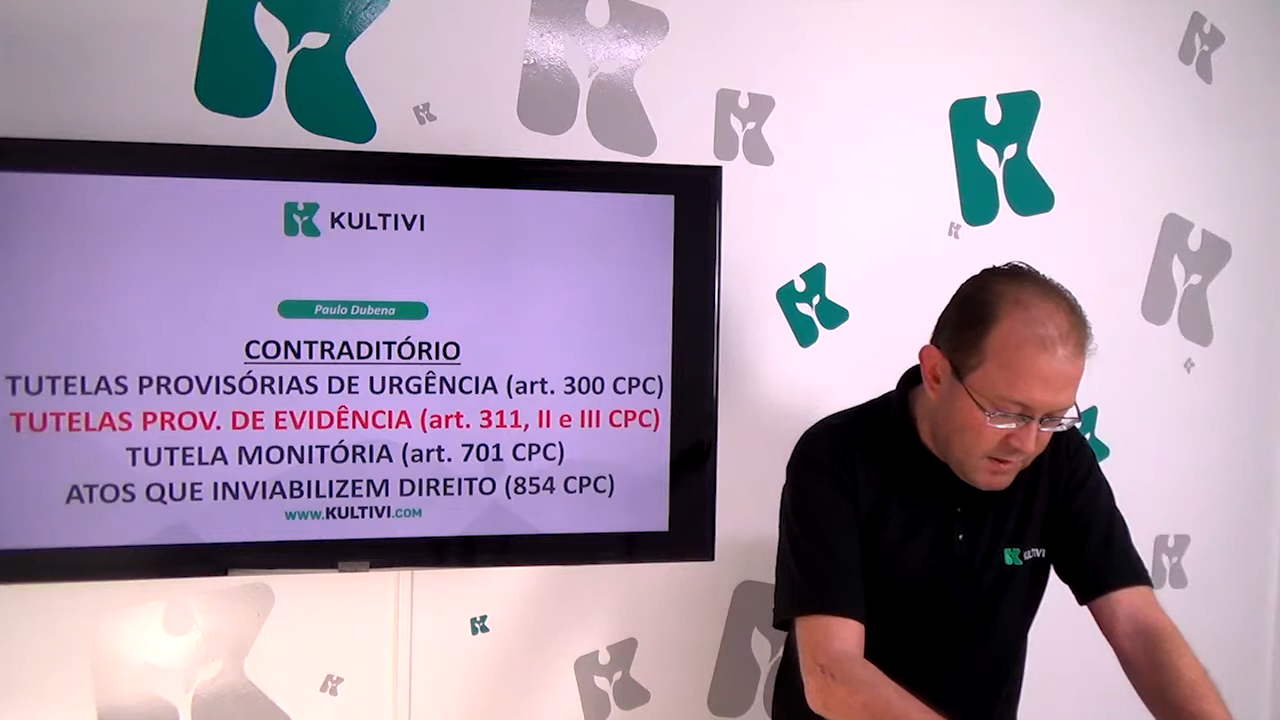 KULTIVI
Paulo Dubena
CONTRADITÓRIO
TUTELAS PROVISÓRIAS DE URGÊNCIA (art. 300 CPC)
TUTELAS PROV. DE EVIDÊNCIA (art. 311, II e III CPC)
TUTELA MONITÓRIA (art. 701 CPC)
ATOS QUE INVIABILIZEM DIREITO (854 CPC)
www.KULTIVI.COM
KULTIVI